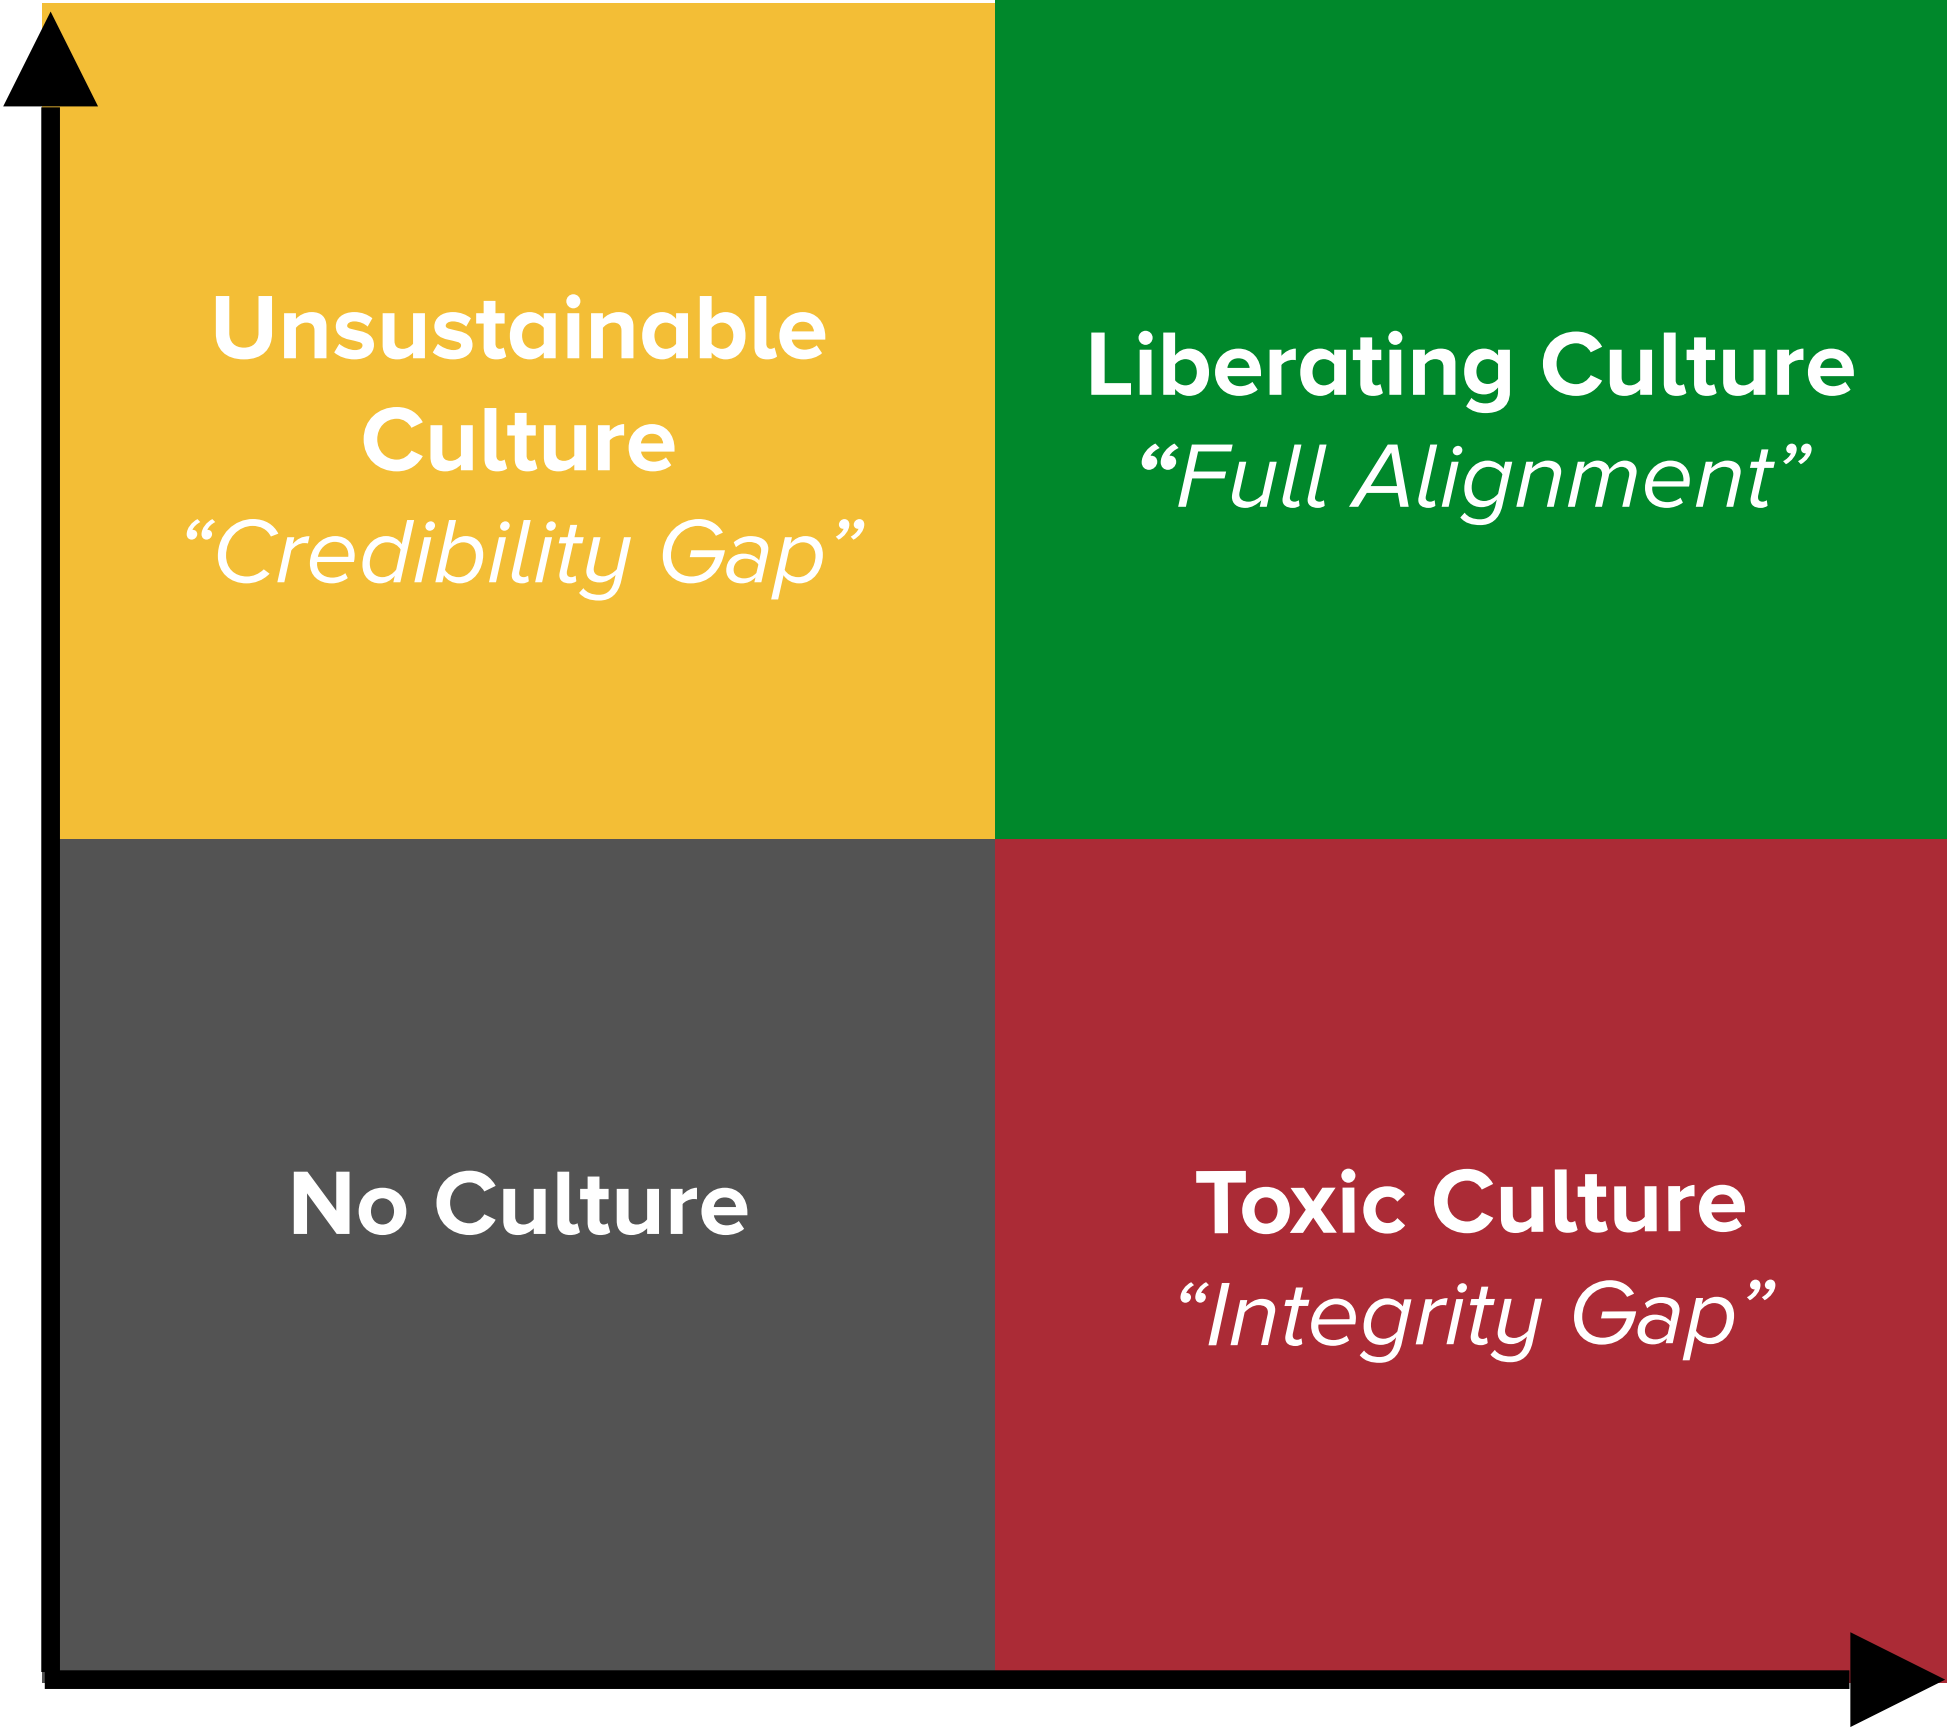 Unsustainable
Culture
“Credibility Gap”
Liberating Culture
“Full Alignment”
No Culture
Toxic Culture
“Integrity Gap”